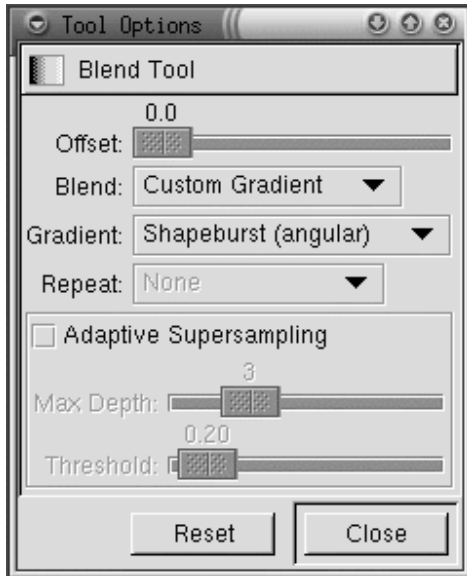 Tool Options
Blend Tool
0.0
Offset:
Blend: Custom Gradient
Gradient: Shapeburst (angular)
Repeat: None
Adaptive Supersampling
3
Max Depth:
0.20
Threshold:
Reset Close